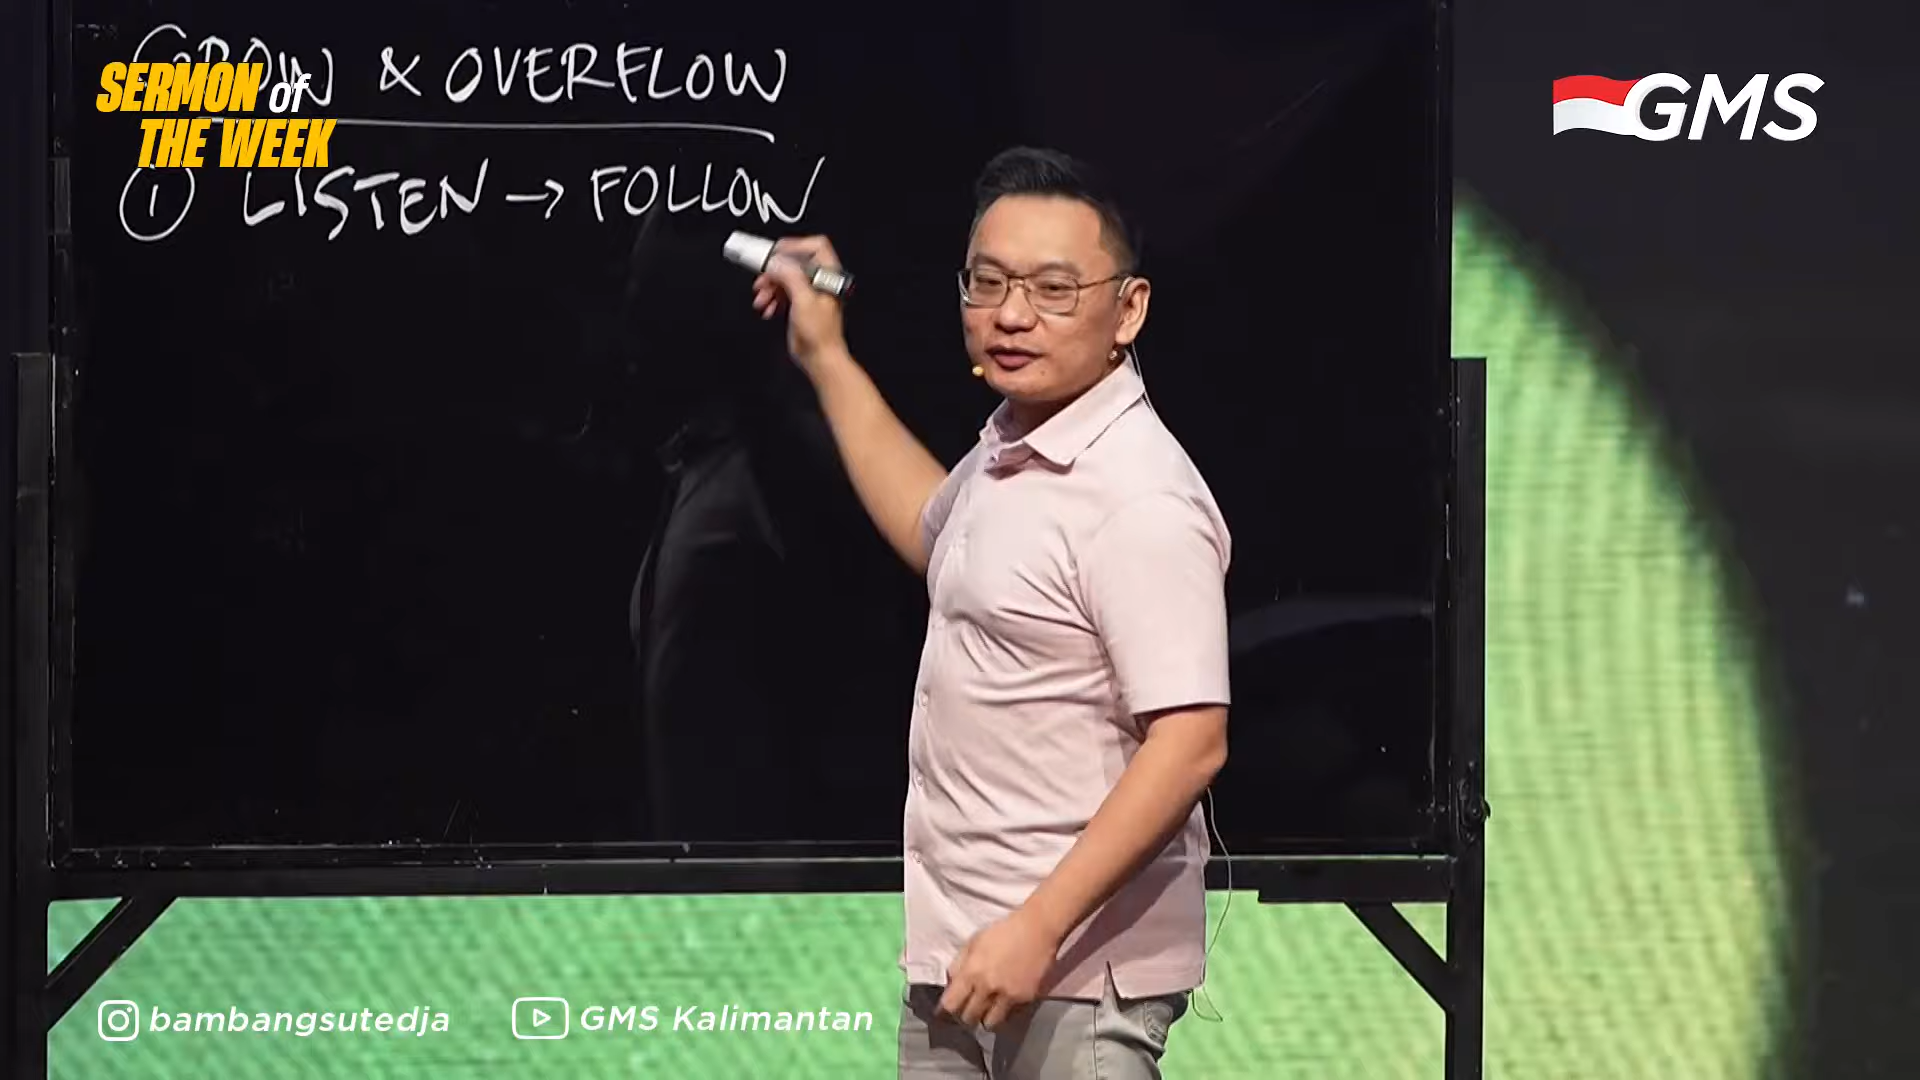 GROW & OVERFLOW
SERMON of
THE WEEK
① LISTEN → FOLLOW
GMS
bambangsutedja
GMS Kalimantan